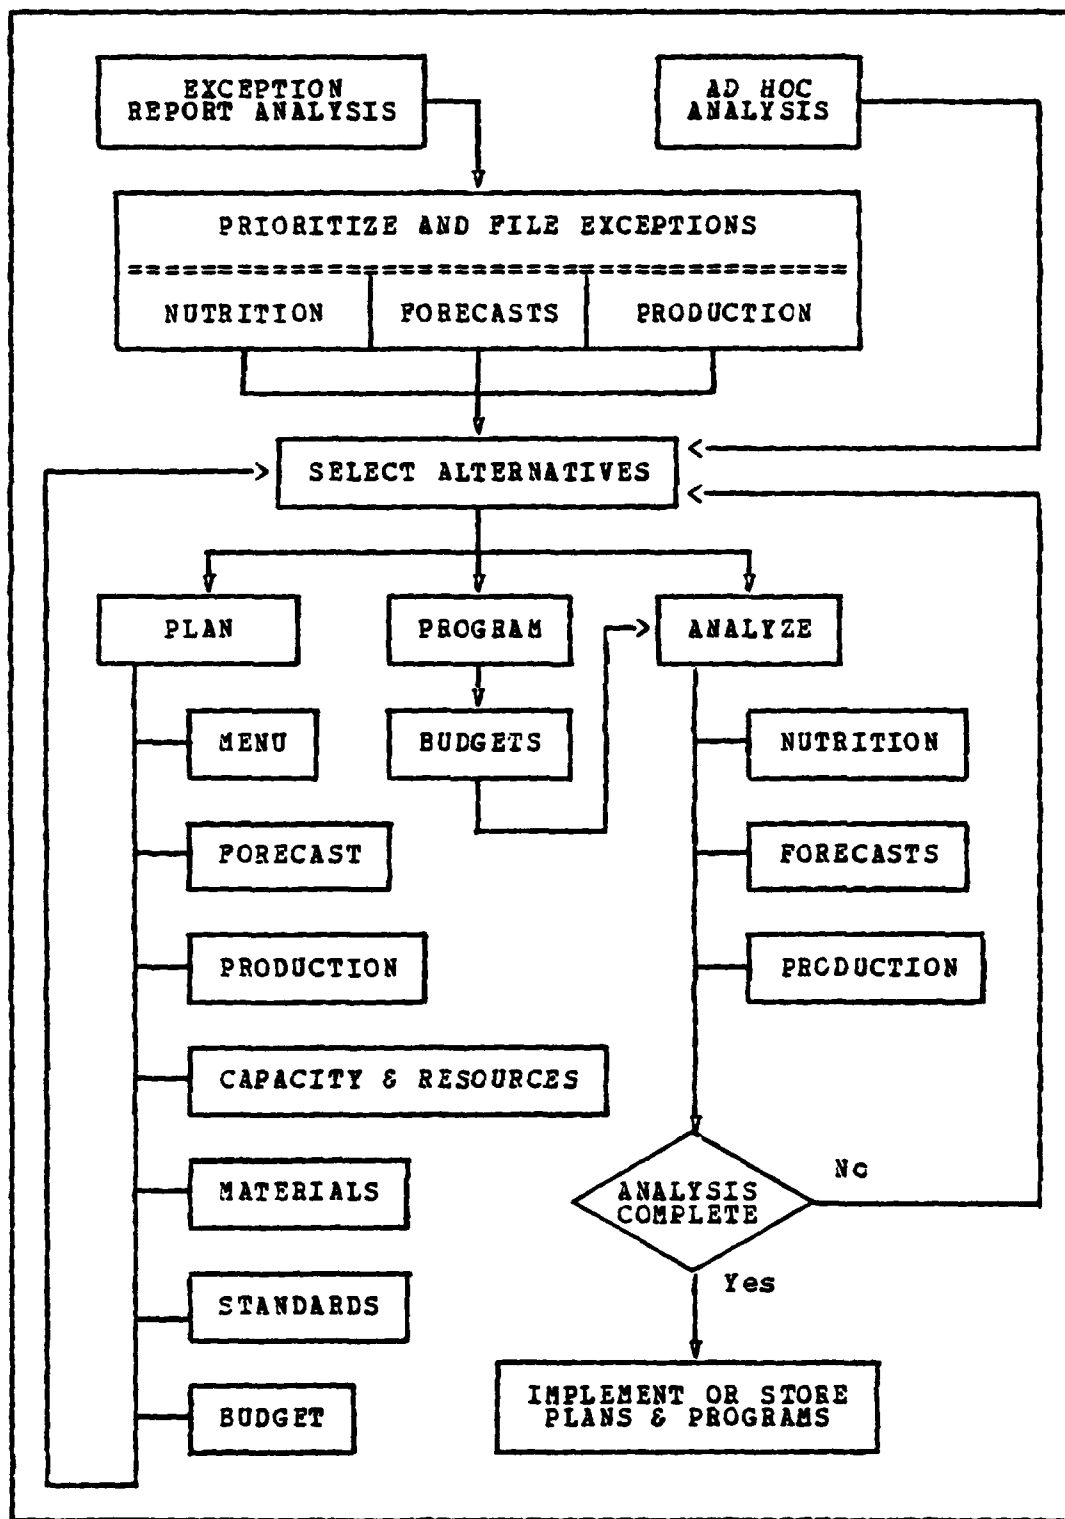 EXCEPTION
REPORT ANALYSIS
AD HOC
ANALYSIS
PRIORITIZE AND FILE EXCEPTIONS
========================================
NUTRITION
FORECASTS
PRODUCTION
SELECT ALTERNATIVES
PLAN
PROGRAM
ANALYZE
MENU
BUDGETS
NUTRITION
FORECAST
FORECASTS
PRODUCTION
PRODUCTION
CAPACITY & RESOURCES
MATERIALS
ANALYSIS
COMPLETE
No
Yes
STANDARDS
BUDGET
IMPLEMENT OR STORE
PLANS & PROGRAMS